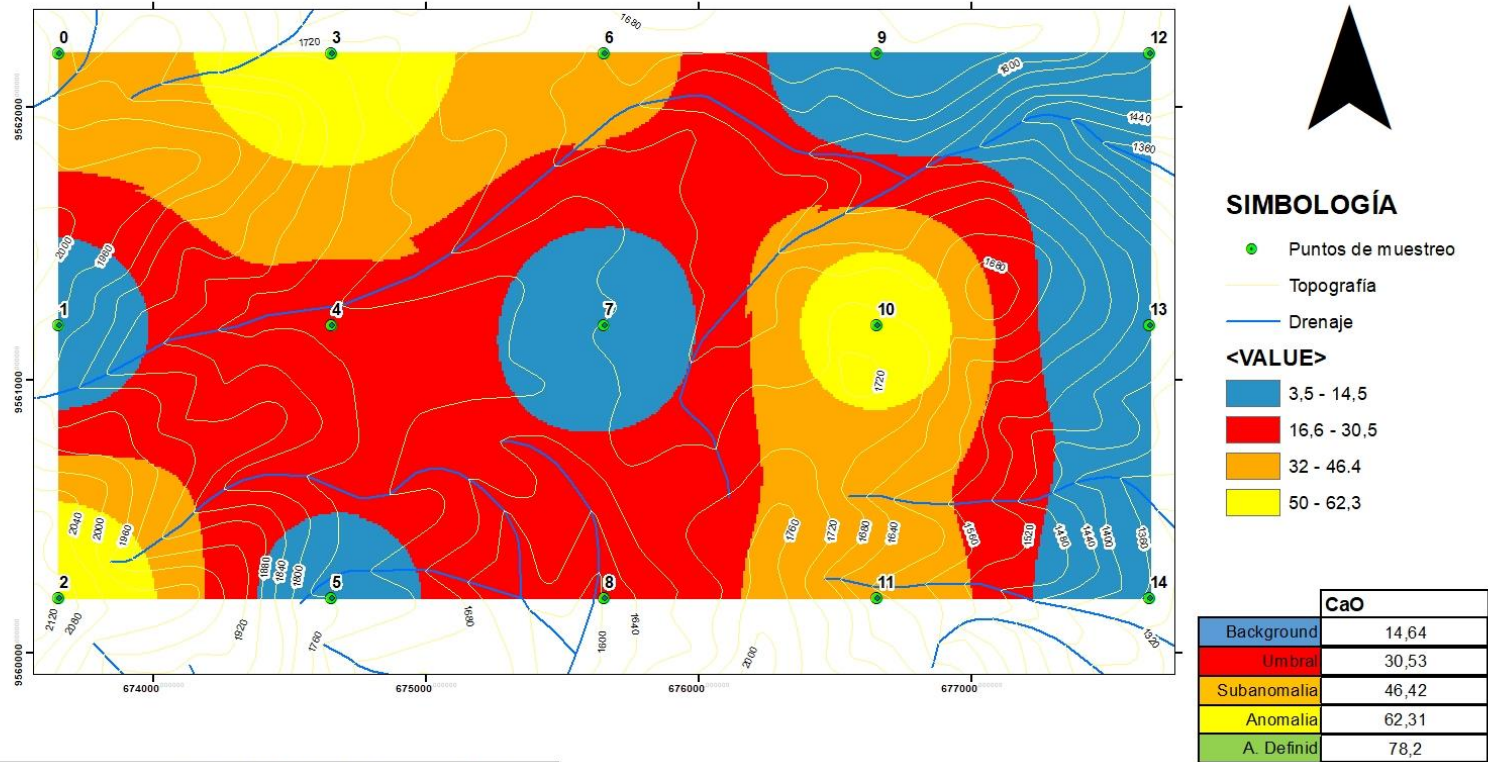 1680
1720
0 3 6 9 12
1800
1440
1360
9562000
2000
1960
1680
1 4 7 10 13
1720
9561000
2040
2000
1960
1880
1840
1800
1760
1720
1680
1640
1560
1520
1480
1440
1400
1360
2 5 8 11 14
2120
2080
1920
1760
1680
1600
1640
2000
1320
9560000
674000 675000 676000 677000
SIMBOLOGÍA
Puntos de muestreo
Topografía
Drenaje
<VALUE>
3,5 - 14,5
16,6 - 30,5
32 - 46.4
50 - 62,3
CaO
Background 14,64
Umbral 30,53
Subanomalia 46,42
Anomalia 62,31
A. Definid 78,2